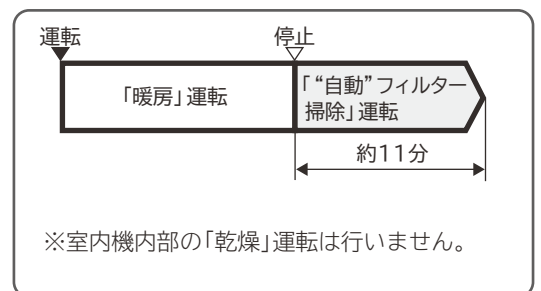 運転
停止
「暖房」運転
「“自動”フィルター
掃除」運転
約11分
※室内機内部の「乾燥」運転は行いません。